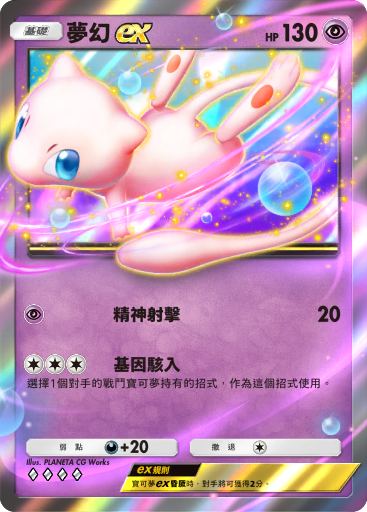 基礎 夢幻ex HP 130
精神射擊 20
基因駭入
選擇1個對手的戰鬥寶可夢持有的招式，作為這個招式使用。
弱點 +20 撤退
Illus. PLANETA CG Works
ex規則
寶可夢ex昏厥時，對手將可獲得2分。